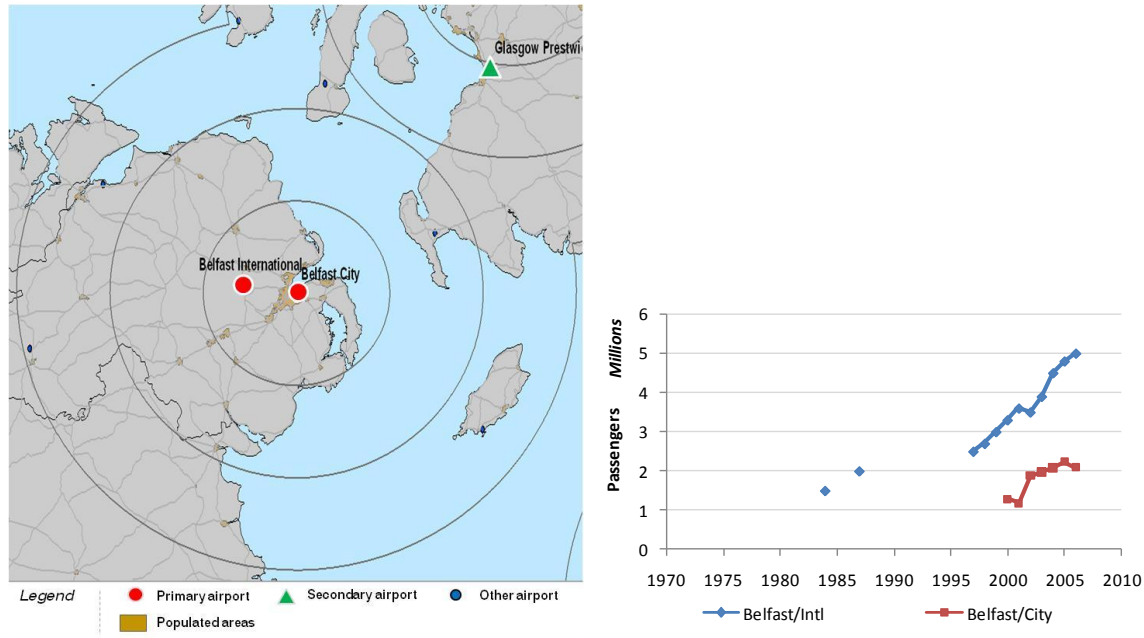 Glasgow Prestwi
Belfast International
Belfast City
Legend
Primary airport
Secondary airport
Other airport
Populated areas
Passengers Millions
6
5
4
3
2
1
0
1970 1975 1980 1985 1990 1995 2000 2005 2010
Belfast/Intl Belfast/City